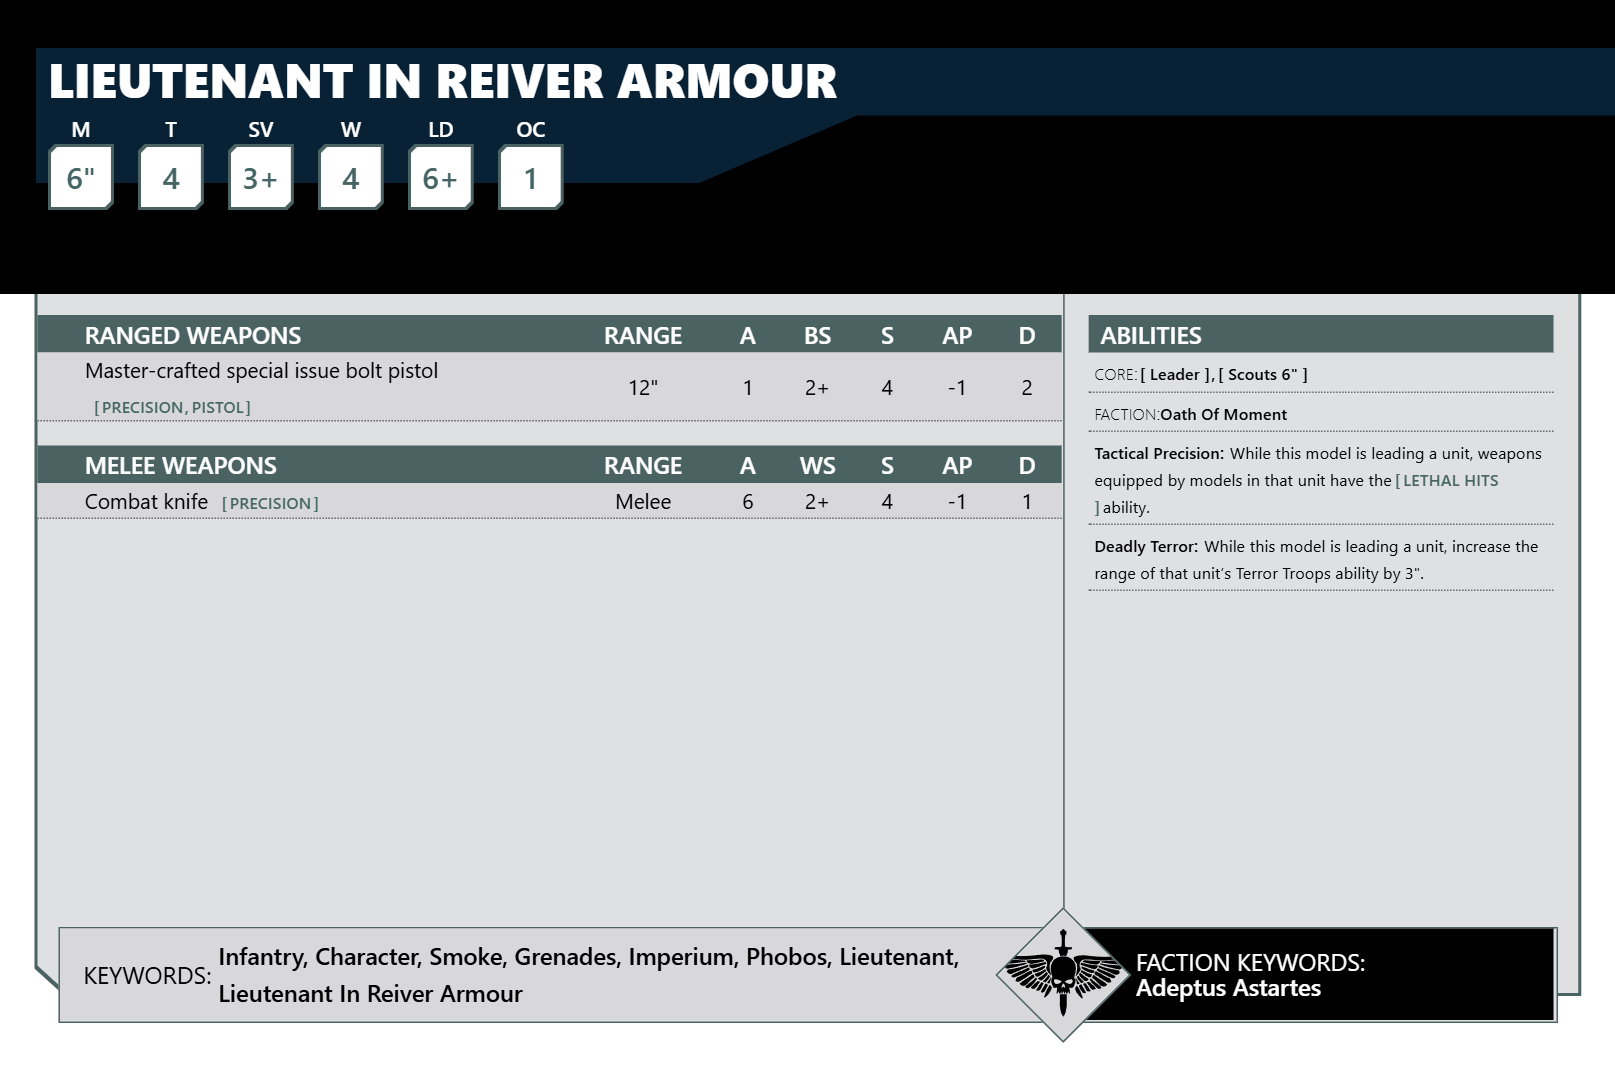 LIEUTENANT IN REIVER ARMOUR
M T SV W LD OC
6" 4 3+ 4 6+ 1
RANGED WEAPONS RANGE A BS S AP D
Master-crafted special issue bolt pistol
12" 1 2+ 4 -1 2
[PRECISION, PISTOL]
MELEE WEAPONS RANGE A WS S AP D
Combat knife [PRECISION] Melee 6 2+ 4 -1 1
ABILITIES
CORE: [ Leader ], [ Scouts 6" ]
FACTION:Oath Of Moment
Tactical Precision: While this model is leading a unit, weapons
equipped by models in that unit have the [ LETHAL HITS
] ability.
Deadly Terror: While this model is leading a unit, increase the
range of that unit’s Terror Troops ability by 3".
KEYWORDS: Infantry, Character, Smoke, Grenades, Imperium, Phobos, Lieutenant,
Lieutenant In Reiver Armour
FACTION KEYWORDS:
Adeptus Astartes